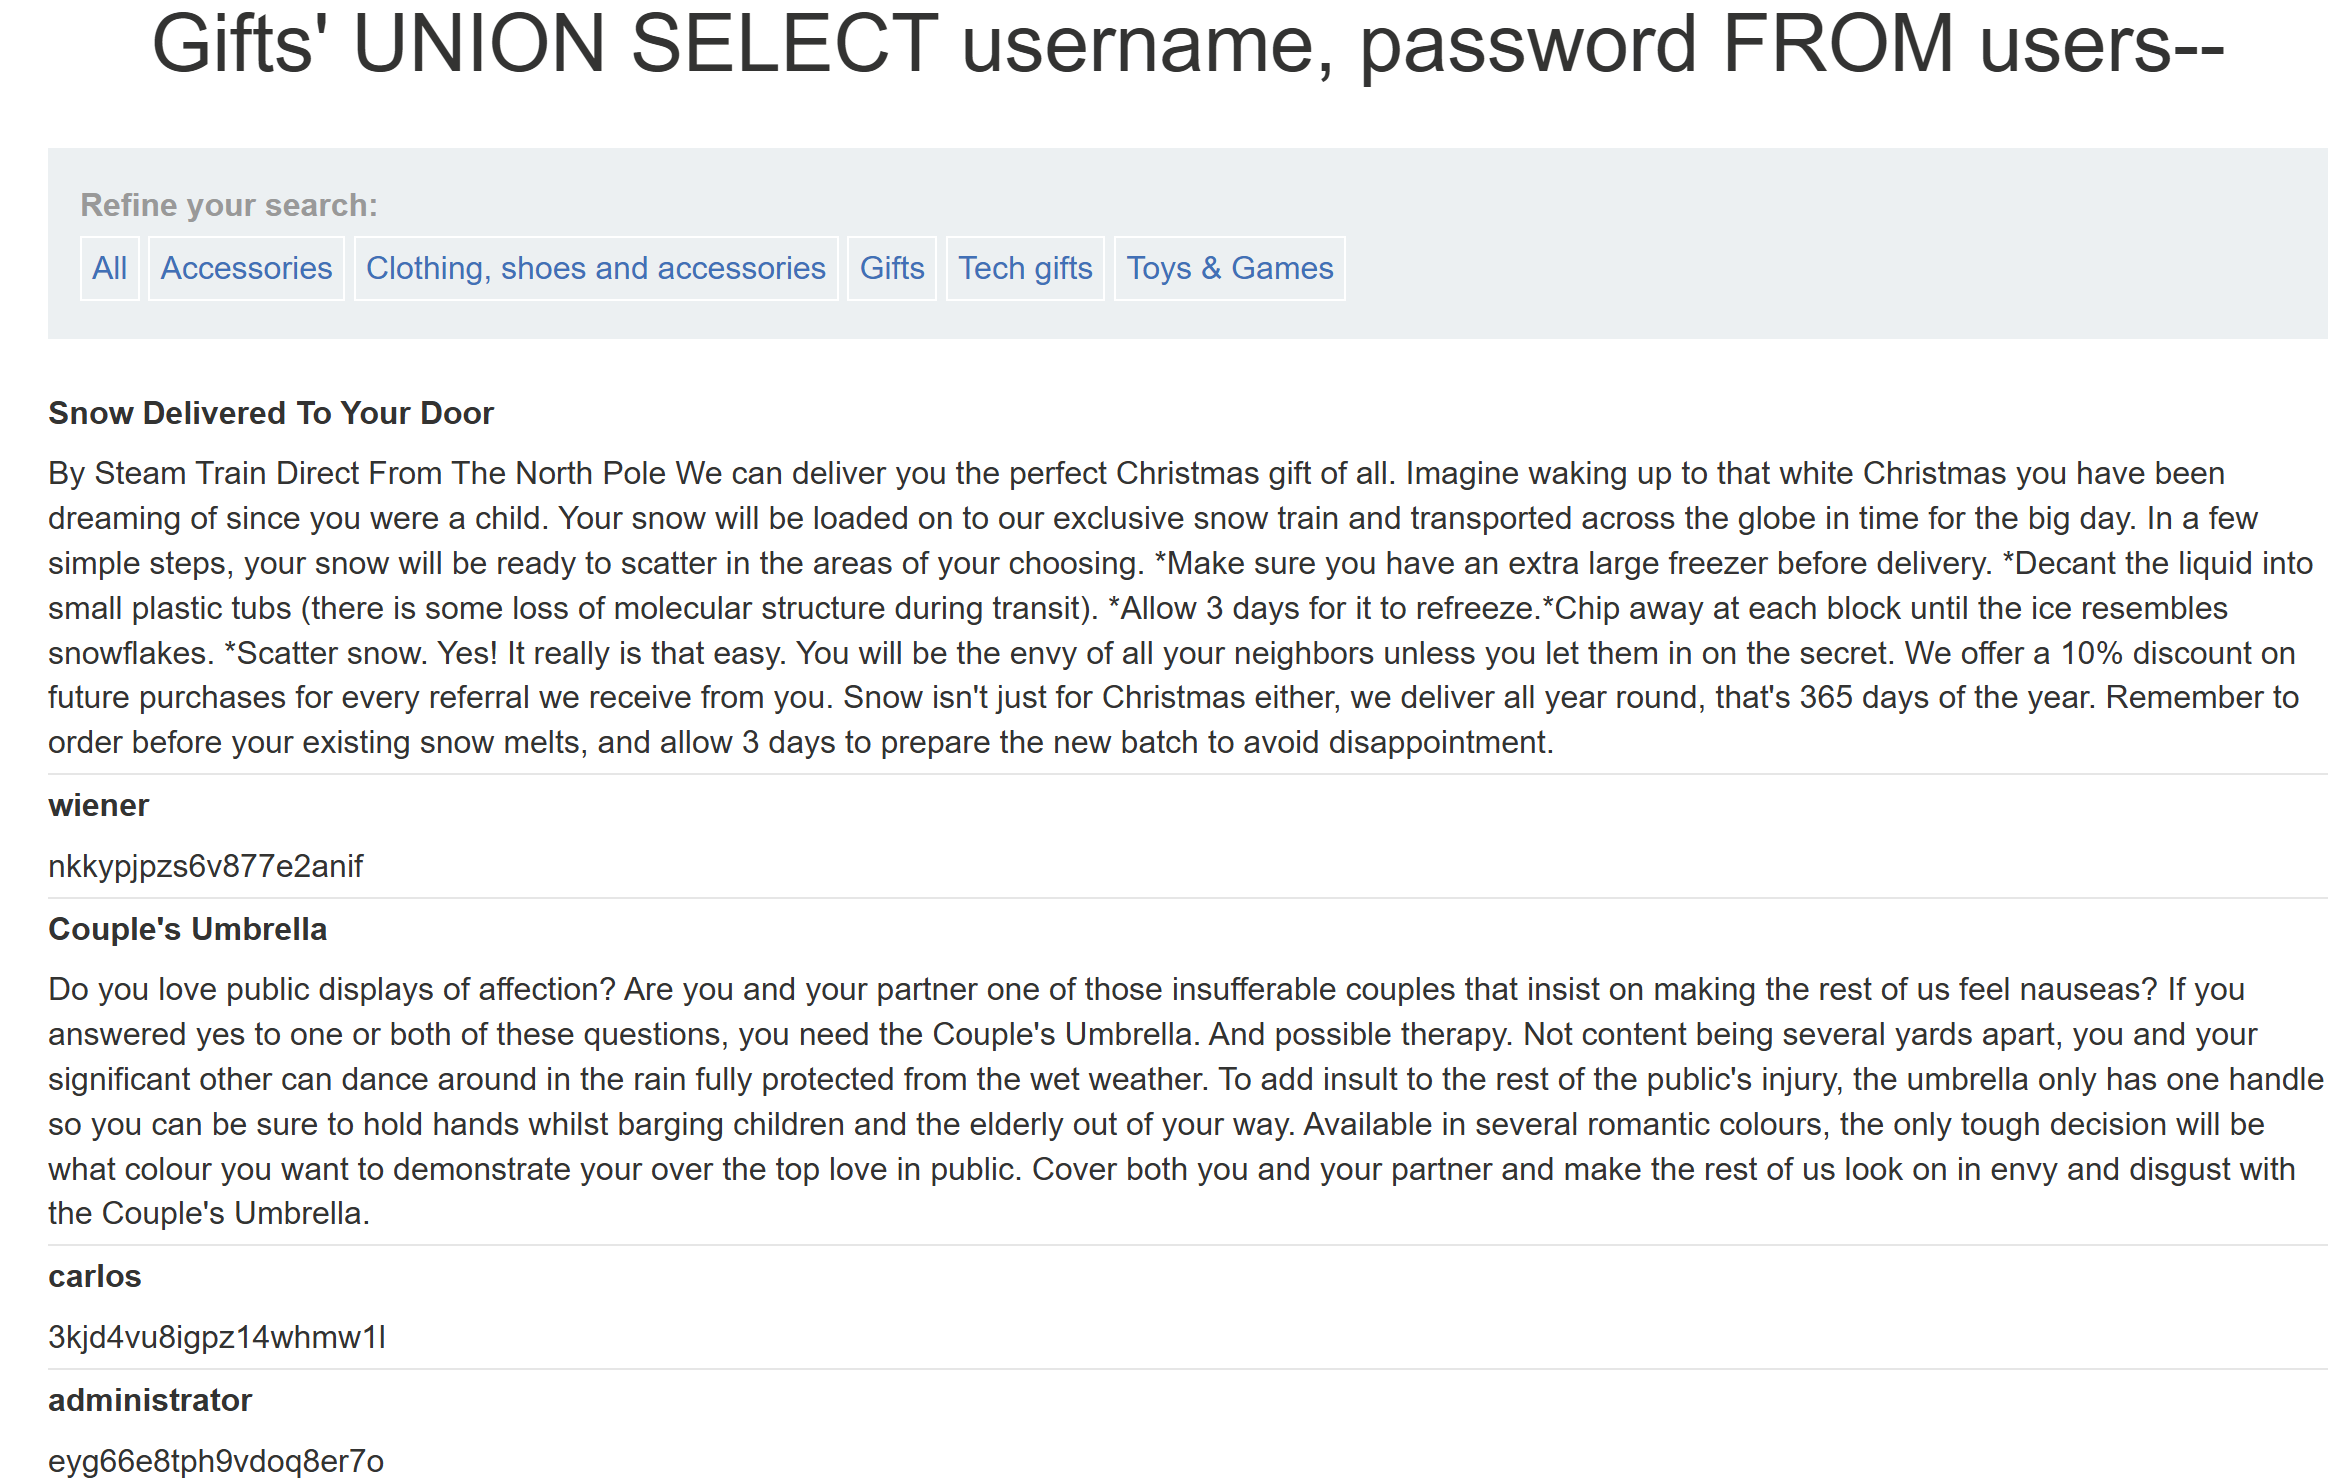 Gifts' UNION SELECT username, password FROM users--
Refine your search:
All Accessories Clothing, shoes and accessories Gifts Tech gifts Toys & Games
Snow Delivered To Your Door
By Steam Train Direct From The North Pole We can deliver you the perfect Christmas gift of all. Imagine waking up to that white Christmas you have been
dreaming of since you were a child. Your snow will be loaded on to our exclusive snow train and transported across the globe in time for the big day. In a few
simple steps, your snow will be ready to scatter in the areas of your choosing. *Make sure you have an extra large freezer before delivery. *Decant the liquid into
small plastic tubs (there is some loss of molecular structure during transit). *Allow 3 days for it to refreeze.*Chip away at each block until the ice resembles
snowflakes. *Scatter snow. Yes! It really is that easy. You will be the envy of all your neighbors unless you let them in on the secret. We offer a 10% discount on
future purchases for every referral we receive from you. Snow isn't just for Christmas either, we deliver all year round, that's 365 days of the year. Remember to
order before your existing snow melts, and allow 3 days to prepare the new batch to avoid disappointment.
wiener
nkkypjpzs6v877e2anif
Couple's Umbrella
Do you love public displays of affection? Are you and your partner one of those insufferable couples that insist on making the rest of us feel nauseas? If you
answered yes to one or both of these questions, you need the Couple's Umbrella. And possible therapy. Not content being several yards apart, you and your
significant other can dance around in the rain fully protected from the wet weather. To add insult to the rest of the public's injury, the umbrella only has one handle
so you can be sure to hold hands whilst barging children and the elderly out of your way. Available in several romantic colours, the only tough decision will be
what colour you want to demonstrate your over the top love in public. Cover both you and your partner and make the rest of us look on in envy and disgust with
the Couple's Umbrella.
carlos
3kjd4vu8igpz14whmw1l
administrator
eyg66e8tph9vdoq8er7o